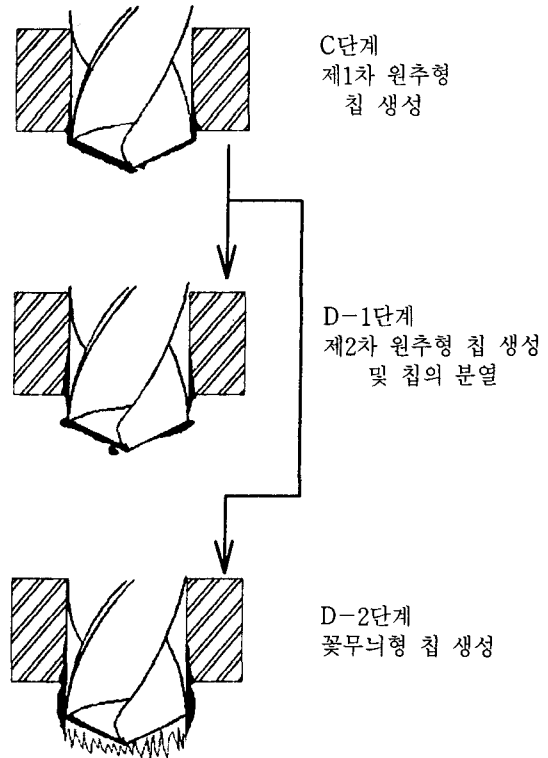 C단계
제1차 원추형
칩 생성
D-1단계
제2차 원추형 칩 생성
및 칩의 분열
D-2단계
꽃무늬형 칩 생성